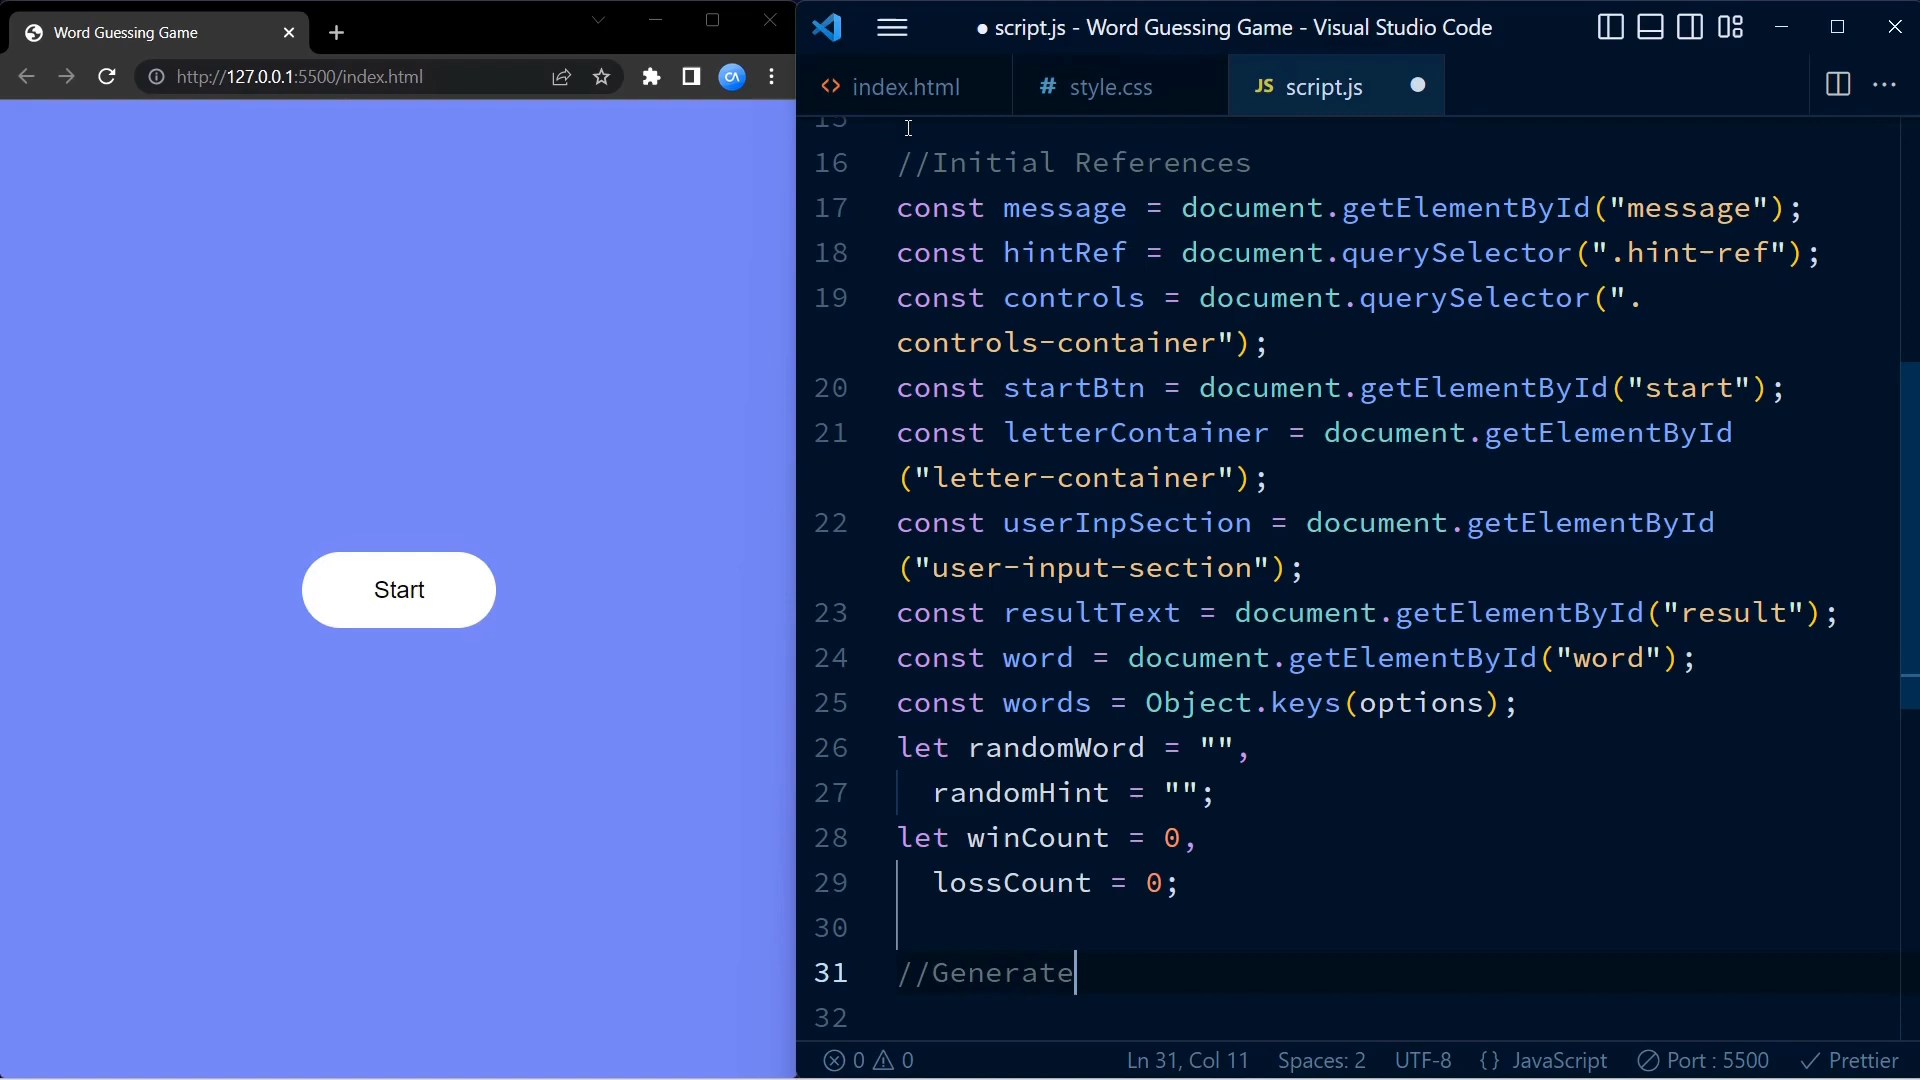 Word Guessing Game
http://127.0.0.1:5500/index.html
CA
Start
● script.js - Word Guessing Game - Visual Studio Code
<> index.html
# style.css
JS script.js
15
16 //Initial References
17 const message = document.getElementById("message");
18 const hintRef = document.querySelector(".hint-ref");
19 const controls = document.querySelector(".
controls-container");
20 const startBtn = document.getElementById("start");
21 const letterContainer = document.getElementById
("letter-container");
22 const userInpSection = document.getElementById
("user-input-section");
23 const resultText = document.getElementById("result");
24 const word = document.getElementById("word");
25 const words = Object.keys(options);
26 let randomWord = "",
27 randomHint = "";
28 let winCount = 0,
29 lossCount = 0;
30
31 //Generate
32
0 0 Ln 31, Col 11 Spaces: 2 UTF-8 {} JavaScript Port : 5500 Prettier